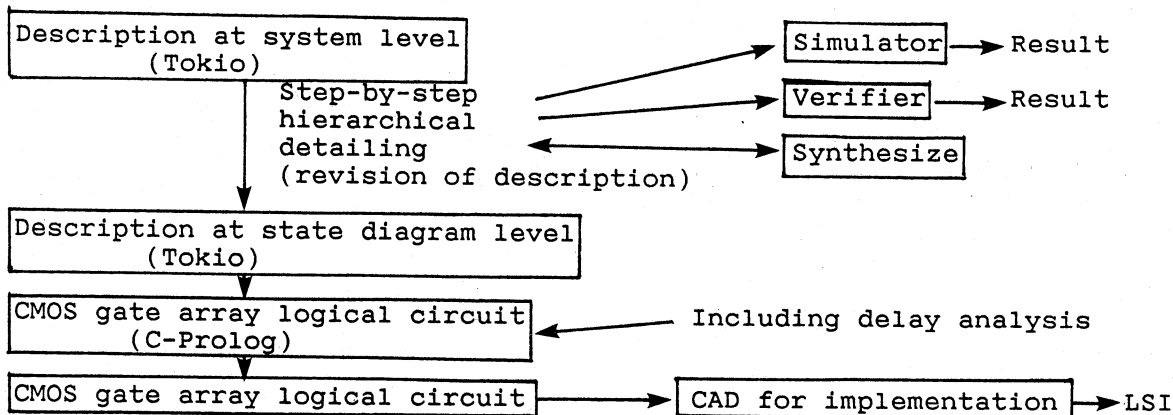 Description at system level
(Tokio)
Step-by-step
hierarchical
detailing
(revision of description)
Simulator
Result
Verifier
Result
Synthesize
Description at state diagram level
(Tokio)
CMOS gate array logical circuit
(C-Prolog)
Including delay analysis
CMOS gate array logical circuit
CAD for implementation
LSI